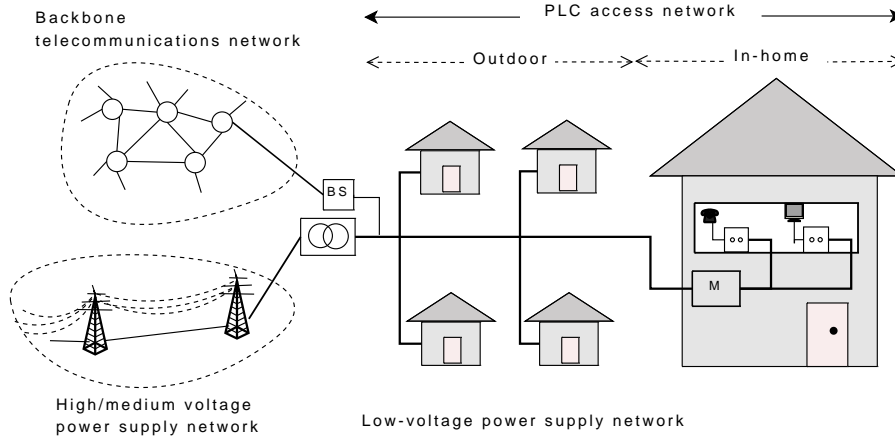 Backbone
telecommunications network
PLC access network
Outdoor
In-home
BS
M
High/medium voltage
power supply network
Low-voltage power supply network